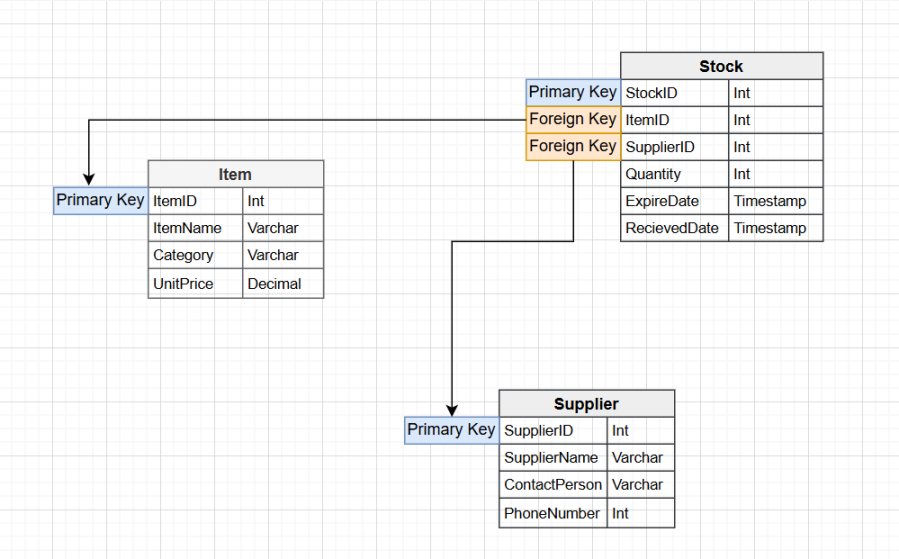 Stock
Primary Key StockID Int
Foreign Key ItemID Int
Foreign Key SupplierID Int
Quantity Int
ExpireDate Timestamp
RecievedDate Timestamp
Item
Primary Key ItemID Int
ItemName Varchar
Category Varchar
UnitPrice Decimal
Supplier
Primary Key SupplierID Int
SupplierName Varchar
ContactPerson Varchar
PhoneNumber Int